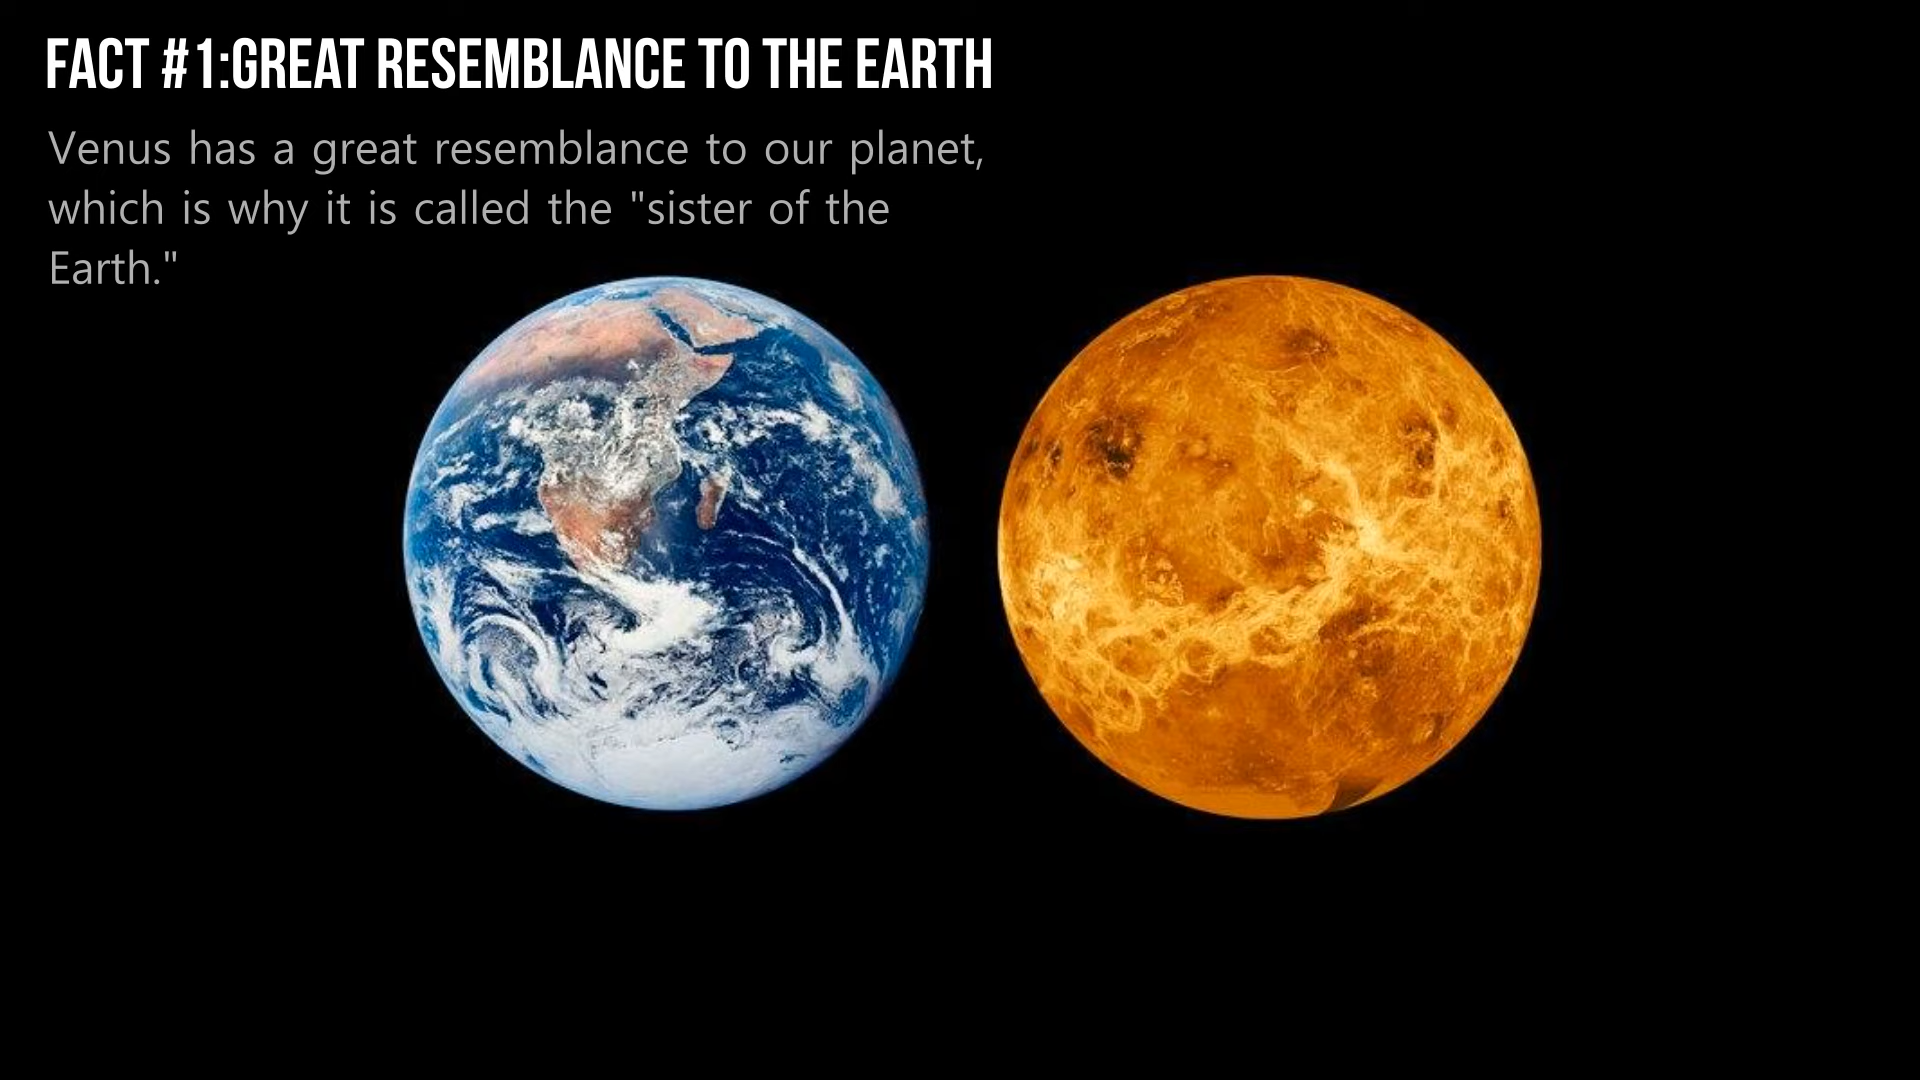 FACT #1:GREAT RESEMBLANCE TO THE EARTH
Venus has a great resemblance to our planet,
which is why it is called the "sister of the
Earth."